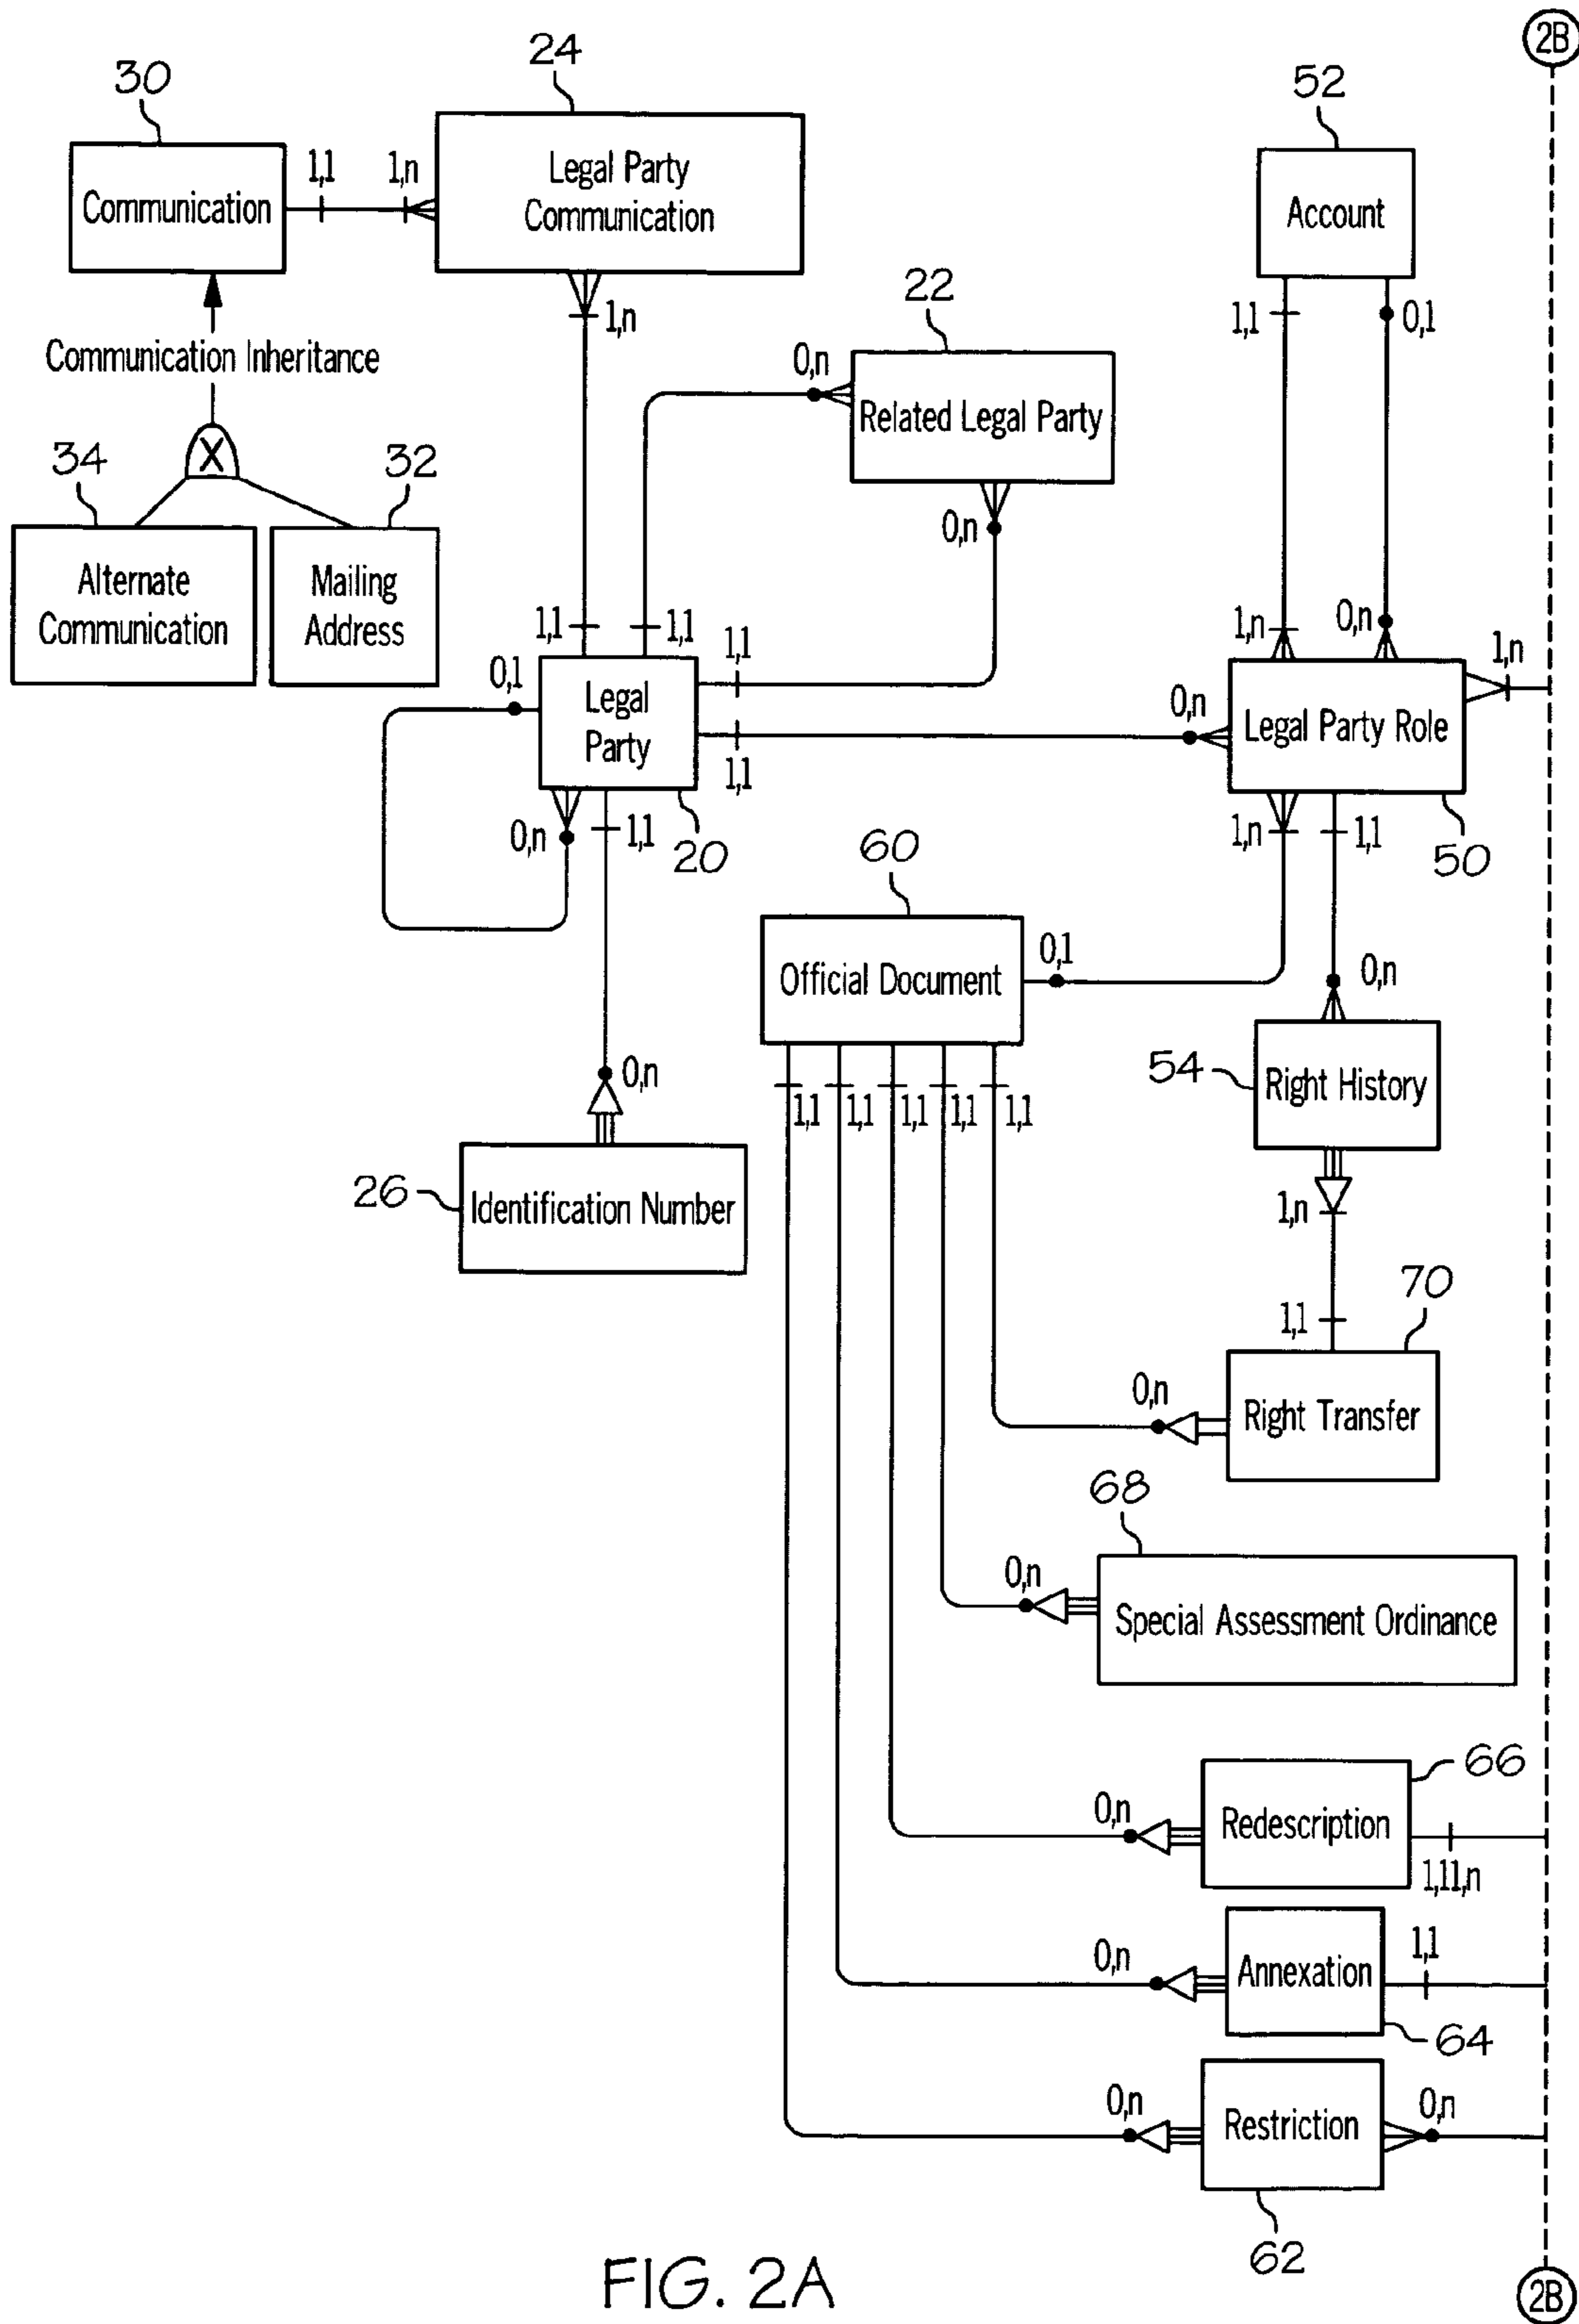 2B
24
30
52
Legal Party
Communication
Communication
1,1
1,n
Account
22
1,n
1,1
0,1
Communication Inheritance
0,n
Related Legal Party
X
34
32
0,n
Alternate
Communication
Mailing
Address
1,1
1,1
1,1
1,n
0,n
1,n
0,1
Legal
Party
0,n
Legal Party Role
1,1
0,n
1,1
20
60
1,n
1,1
50
Official Document
0,1
0,n
54
Right History
0,n
1,1
1,1
1,1
1,1
1,1
26
Identification Number
1,n
70
1,1
0,n
Right Transfer
68
0,n
Special Assessment Ordinance
66
0,n
Redescription
1,11,n
0,n
Annexation
1,1
64
0,n
Restriction
0,n
62
FIG. 2A
2B